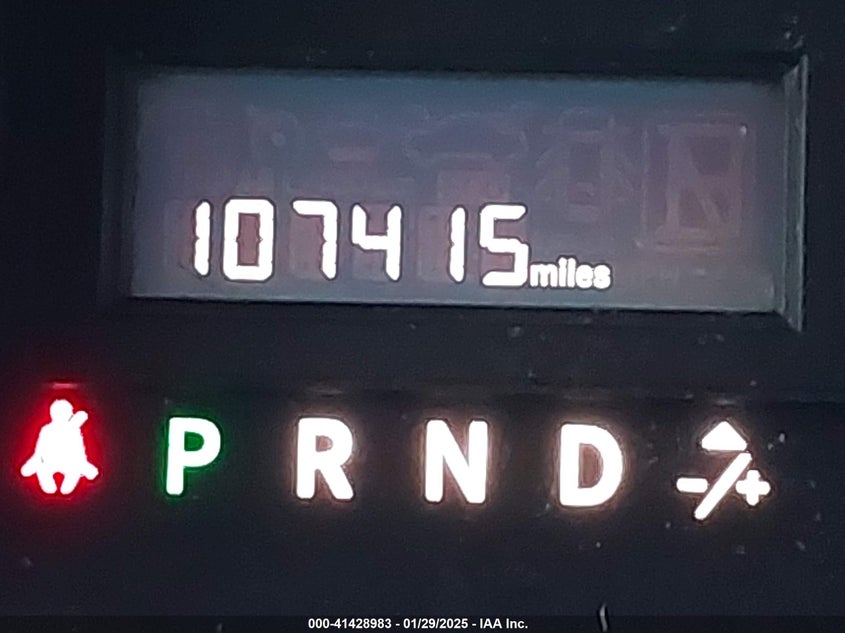 107415 miles
P R N D -/+
000-41428983 - 01/29/2025 - IAA Inc.